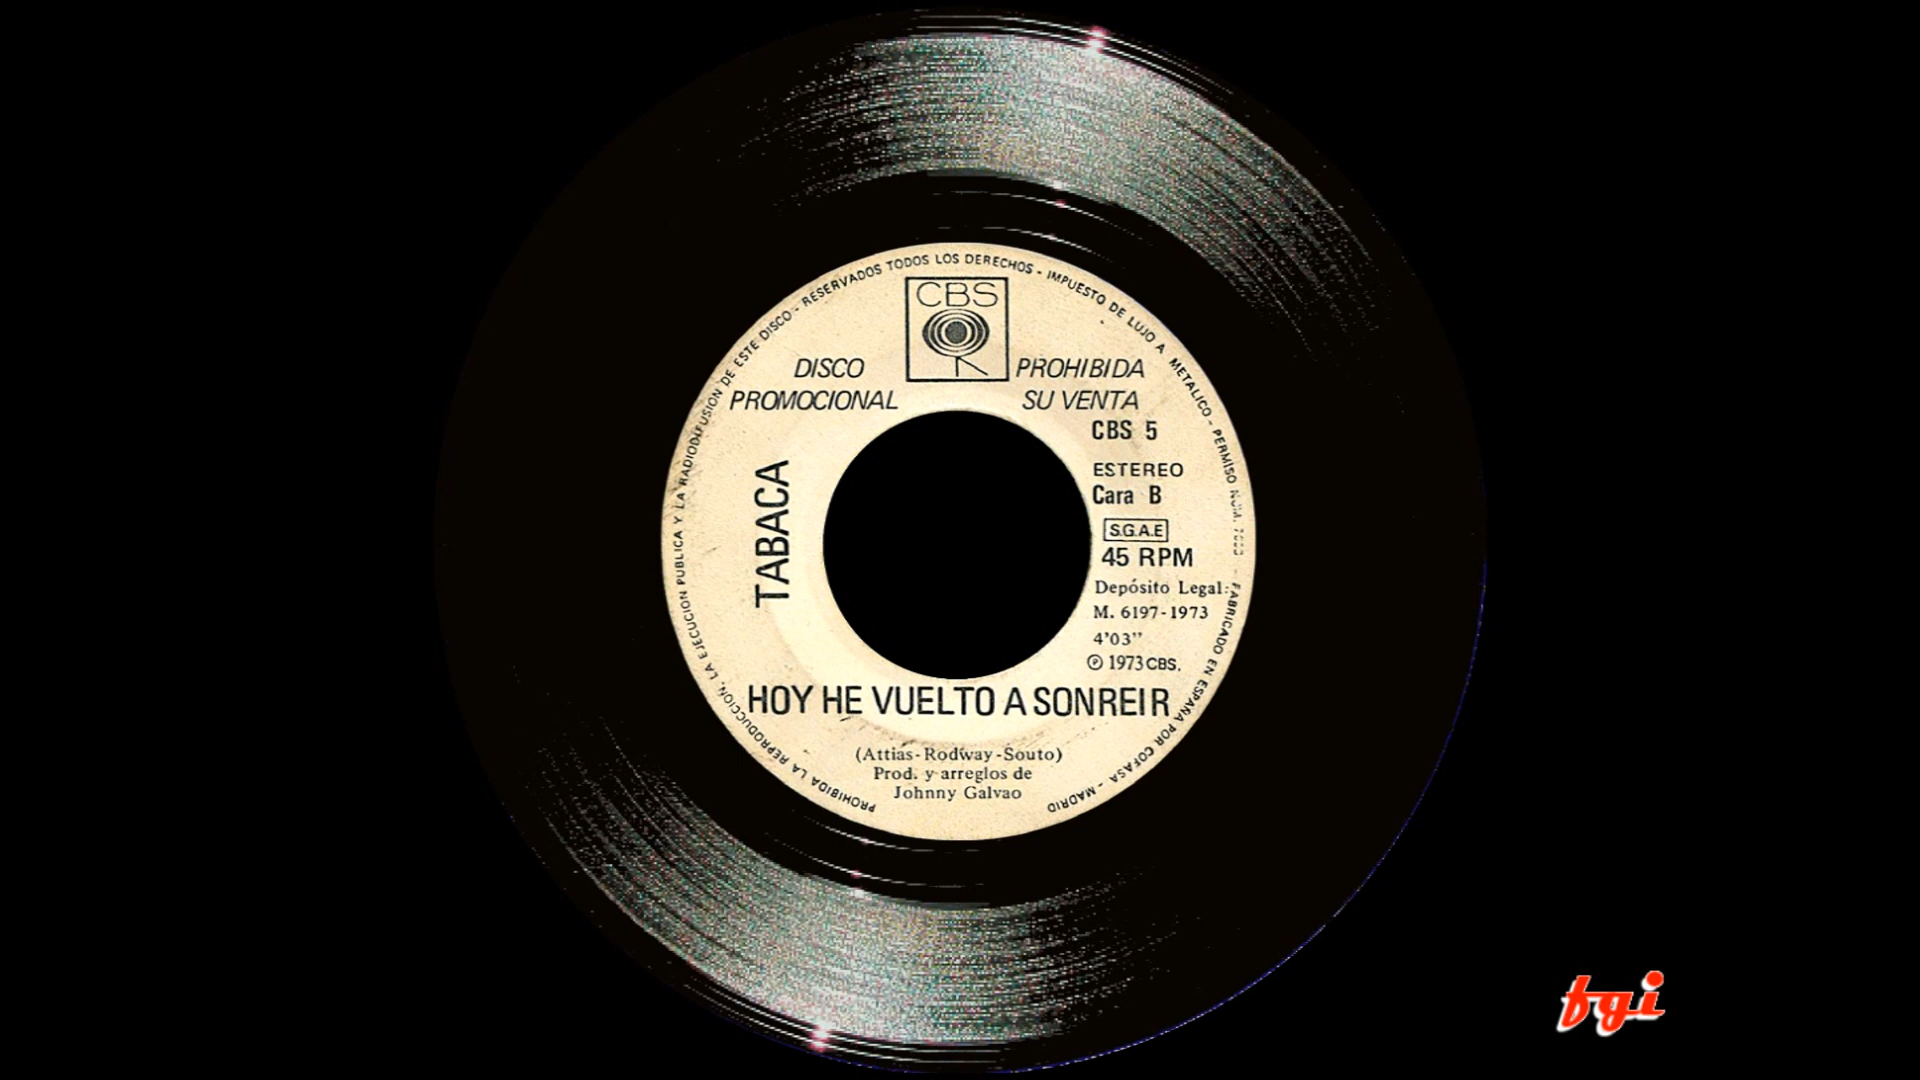 PROHIBIDA LA REPRODUCCION, LA EJECUCION PUBLICA Y LA RADIODIFUSION DE ESTE DISCO - RESERVADOS TODOS LOS DERECHOS - IMPUESTO DE LUJO A METALICO - PERMISO NUM. - FABRICADO EN ESPAÑA POR COFASA - MADRID
CBS
DISCO PROMOCIONAL
PROHIBIDA SU VENTA
CBS 5
ESTEREO
Cara B
S.G.A.E
45 RPM
Depósito Legal:
M. 6197-1973
4'03"
℗ 1973 CBS.
TABACA
HOY HE VUELTO A SONREIR
(Attias-Rodway-Souto)
Prod. y arreglos de
Johnny Galvao
fgi